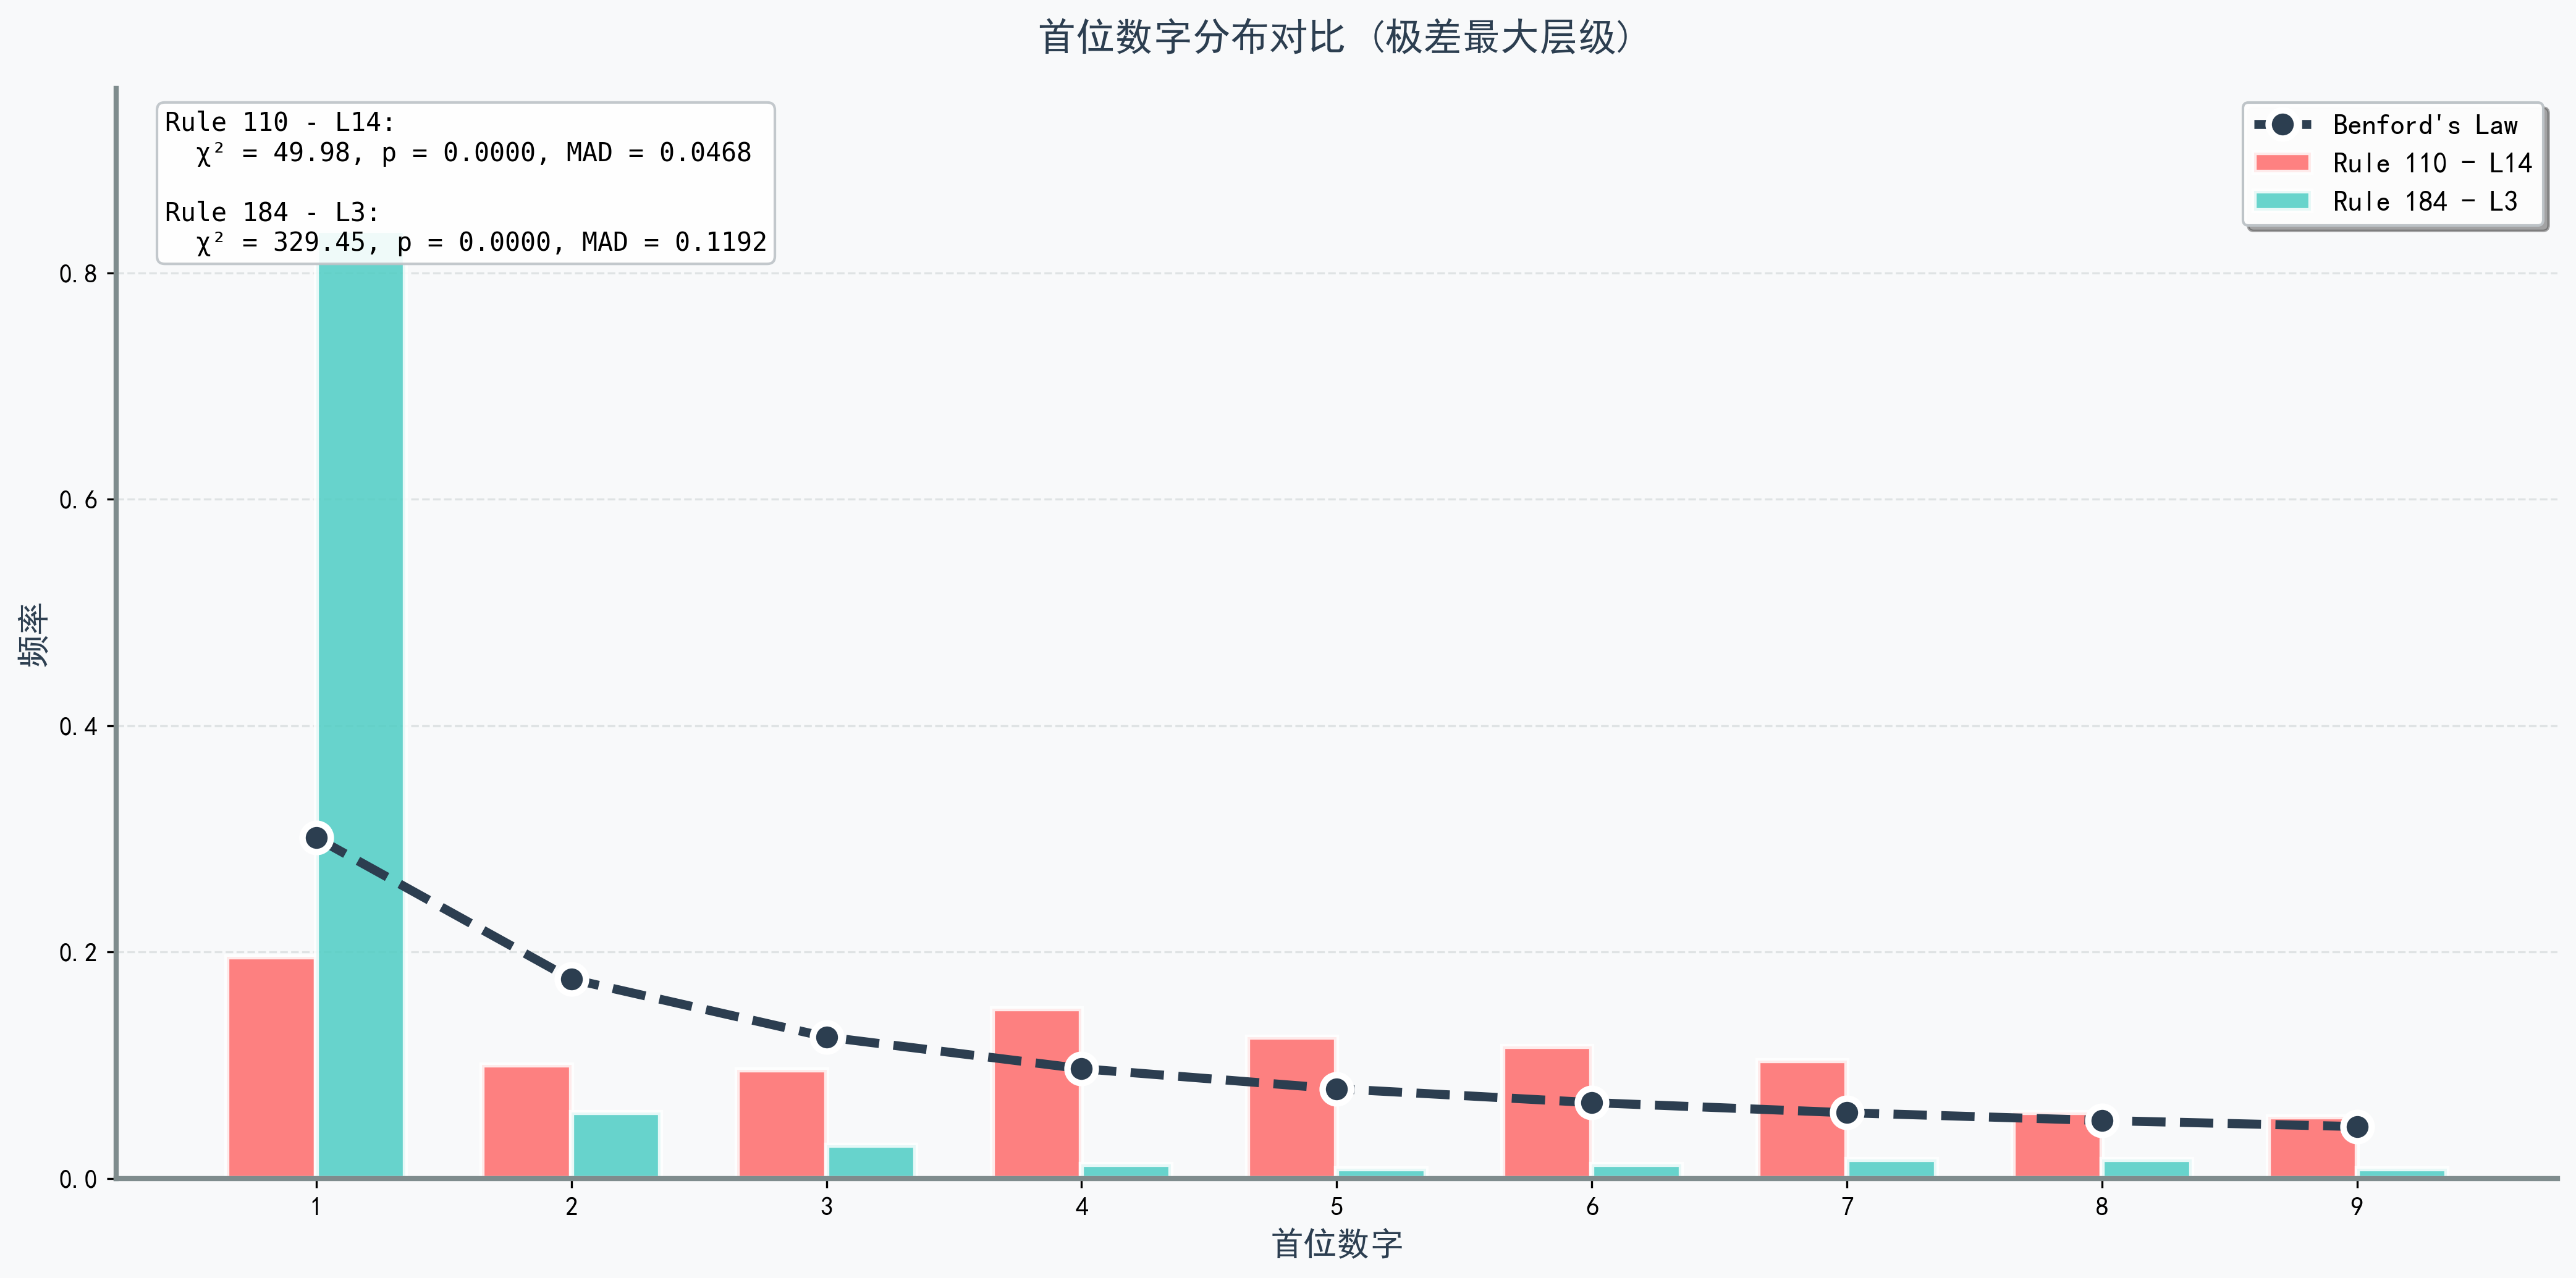 首位数字分布对比 (极差最大层级)
Rule 110 - L14:
χ² = 49.98, p = 0.0000, MAD = 0.0468
Rule 184 - L3:
χ² = 329.45, p = 0.0000, MAD = 0.1192
Benford's Law
Rule 110 - L14
Rule 184 - L3
频率
0.8
0.6
0.4
0.2
0.0
1 2 3 4 5 6 7 8 9
首位数字